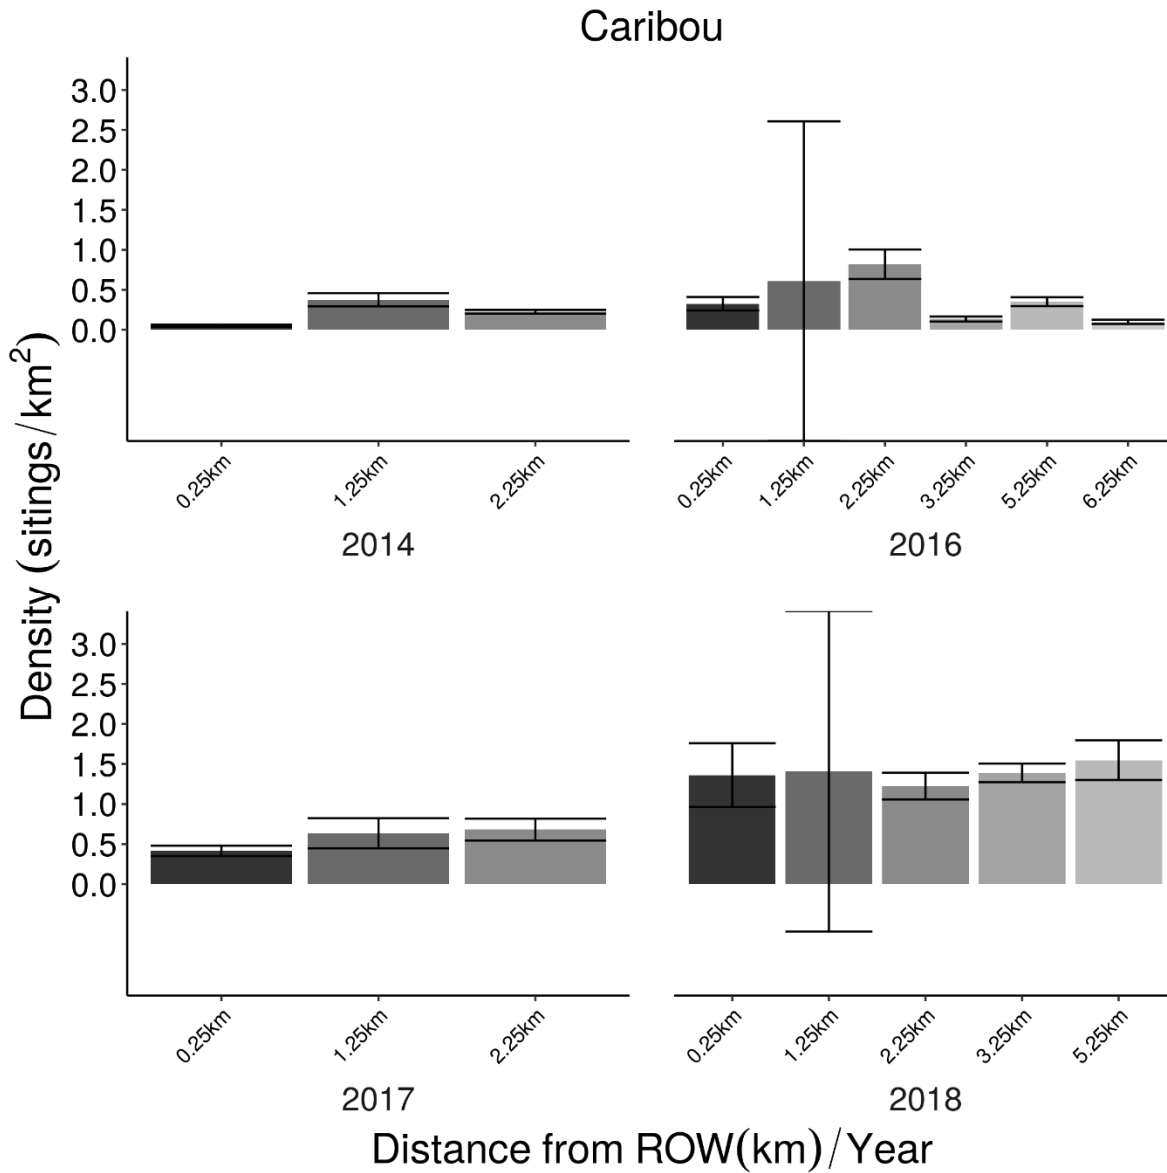 Caribou
Density (sitings/km²)
3.0
2.5
2.0
1.5
1.0
0.5
0.0
0.25km 1.25km 2.25km
2014
0.25km 1.25km 2.25km 3.25km 5.25km 6.25km
2016
3.0
2.5
2.0
1.5
1.0
0.5
0.0
0.25km 1.25km 2.25km
2017
0.25km 1.25km 2.25km 3.25km 5.25km
2018
Distance from ROW(km)/Year